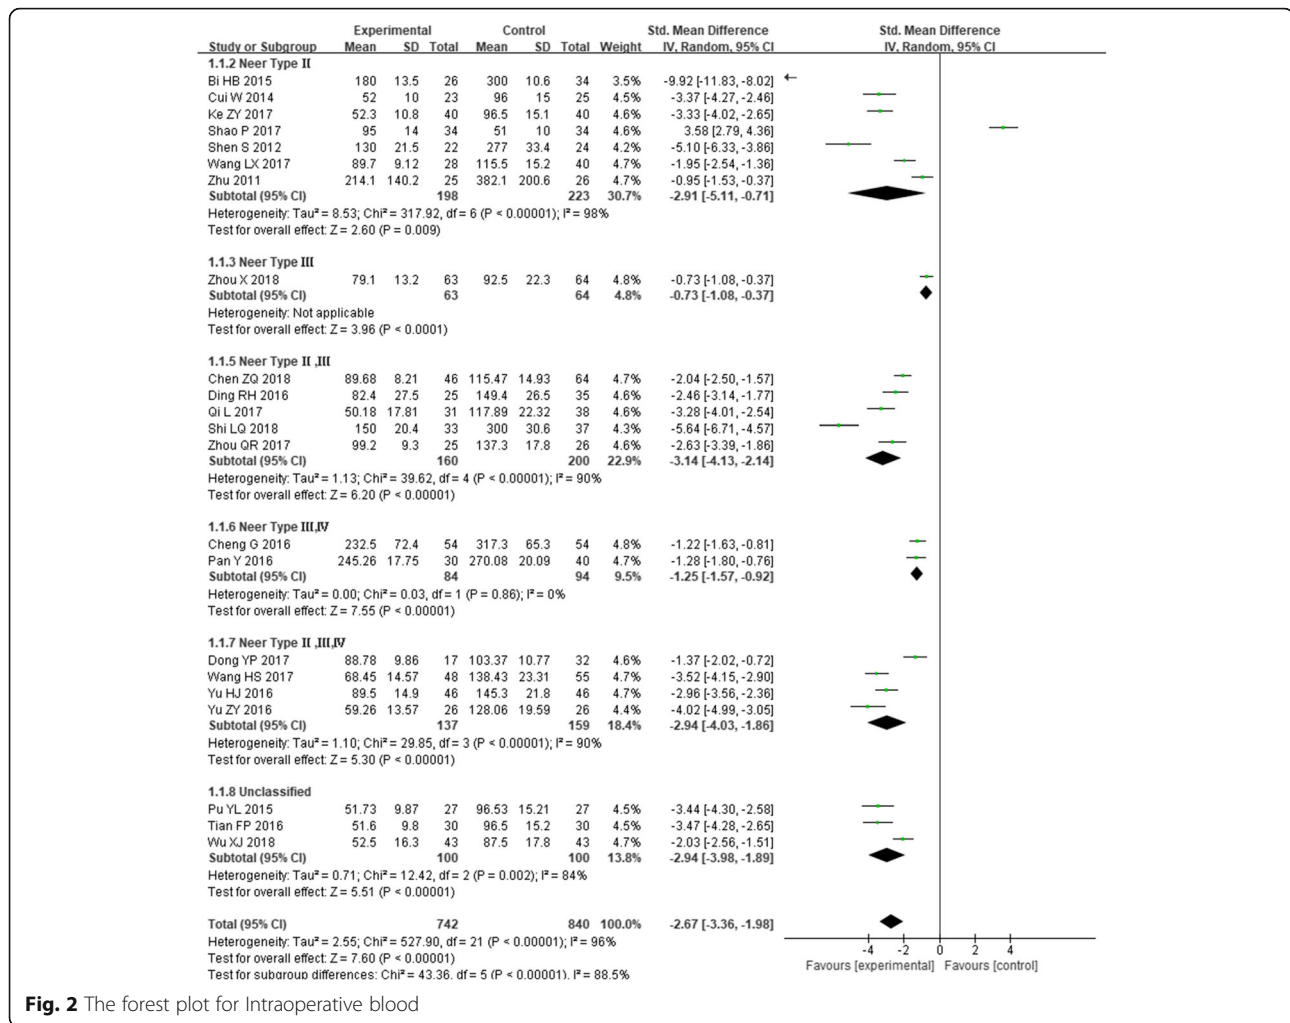 Experimental Control Std. Mean Difference Std. Mean Difference
Study or Subgroup Mean SD Total Mean SD Total Weight IV, Random, 95% CI IV, Random, 95% CI
1.1.2 Neer Type II
Bi HB 2015 180 13.5 26 300 10.6 34 3.5% -9.92 [-11.83, -8.02]
Cui W 2014 52 10 23 96 15 25 4.5% -3.37 [-4.27, -2.46]
Ke ZY 2017 52.3 10.8 40 96.5 15.1 40 4.6% -3.33 [-4.02, -2.65]
Shao P 2017 95 14 34 51 10 34 4.6% 3.58 [2.79, 4.36]
Shen S 2012 130 21.5 22 277 33.4 24 4.1% -5.10 [-6.33, -3.86]
Wang LX 2017 89.7 9.12 28 115.5 15.2 40 4.7% -1.95 [-2.54, -1.36]
Zhu 2011 214.1 140.2 25 382.1 200.6 26 4.7% -0.95 [-1.53, -0.37]
Subtotal (95% CI) 198 223 30.7% -2.91 [-5.11, -0.71]
Heterogeneity: Tau² = 8.53; Chi² = 317.92, df = 6 (P < 0.00001); I² = 98%
Test for overall effect: Z = 2.60 (P = 0.009)
1.1.3 Neer Type III
Zhou X 2018 79.1 13.2 63 92.5 22.3 64 4.8% -0.73 [-1.08, -0.37]
Subtotal (95% CI) 63 64 4.8% -0.73 [-1.08, -0.37]
Heterogeneity: Not applicable
Test for overall effect: Z = 3.96 (P < 0.0001)
1.1.5 Neer Type II ,III
Chen ZQ 2018 89.68 8.21 46 115.47 14.93 64 4.7% -2.04 [-2.50, -1.57]
Ding RH 2016 82.4 27.5 25 149.4 26.5 35 4.6% -2.46 [-3.14, -1.77]
Qi L 2017 50.18 17.81 31 117.89 22.32 38 4.6% -3.28 [-4.01, -2.54]
Shi LQ 2018 150 20.4 33 300 30.6 37 4.3% -5.64 [-6.71, -4.57]
Zhou QR 2017 99.2 9.3 25 137.3 17.8 26 4.6% -2.63 [-3.39, -1.86]
Subtotal (95% CI) 160 200 22.9% -3.14 [-4.13, -2.14]
Heterogeneity: Tau² = 1.13; Chi² = 39.62, df = 4 (P < 0.00001); I² = 90%
Test for overall effect: Z = 6.20 (P < 0.00001)
1.1.6 Neer Type III,IV
Cheng G 2016 232.5 72.4 54 317.3 65.3 54 4.8% -1.22 [-1.63, -0.81]
Pan Y 2016 245.26 17.75 30 270.08 20.09 40 4.7% -1.28 [-1.80, -0.76]
Subtotal (95% CI) 84 94 9.5% -1.25 [-1.57, -0.92]
Heterogeneity: Tau² = 0.00; Chi² = 0.03, df = 1 (P = 0.86); I² = 0%
Test for overall effect: Z = 7.55 (P < 0.00001)
1.1.7 Neer Type II ,III,IV
Dong YP 2017 88.78 9.86 17 103.37 10.77 32 4.6% -1.37 [-2.02, -0.72]
Wang HS 2017 68.45 14.57 48 138.43 23.31 55 4.7% -3.52 [-4.15, -2.90]
Yu HJ 2016 89.5 14.9 46 145.3 21.8 46 4.7% -2.96 [-3.56, -2.36]
Yu ZY 2016 59.26 13.57 26 128.06 19.59 26 4.4% -4.02 [-4.99, -3.05]
Subtotal (95% CI) 137 159 18.4% -2.94 [-4.03, -1.86]
Heterogeneity: Tau² = 1.10; Chi² = 29.85, df = 3 (P < 0.00001); I² = 90%
Test for overall effect: Z = 5.30 (P < 0.00001)
1.1.8 Unclassified
Pu YL 2015 51.73 9.87 27 96.53 15.21 27 4.5% -3.44 [-4.30, -2.58]
Tian FP 2016 51.6 9.8 30 96.5 15.2 30 4.5% -3.47 [-4.28, -2.65]
Wu XJ 2018 52.5 16.3 43 87.5 17.8 43 4.7% -2.03 [-2.56, -1.51]
Subtotal (95% CI) 100 100 13.8% -2.94 [-3.98, -1.89]
Heterogeneity: Tau² = 0.71; Chi² = 12.42, df = 2 (P = 0.002); I² = 84%
Test for overall effect: Z = 5.51 (P < 0.00001)
Total (95% CI) 742 840 100.0% -2.67 [-3.36, -1.98]
Heterogeneity: Tau² = 2.55; Chi² = 527.90, df = 21 (P < 0.00001); I² = 96%
Test for overall effect: Z = 7.60 (P < 0.00001)
Test for subgroup differences: Chi² = 43.36, df = 5 (P < 0.00001), I² = 88.5%
-4 -2 0 2 4
Favours [experimental] Favours [control]
Fig. 2 The forest plot for Intraoperative blood